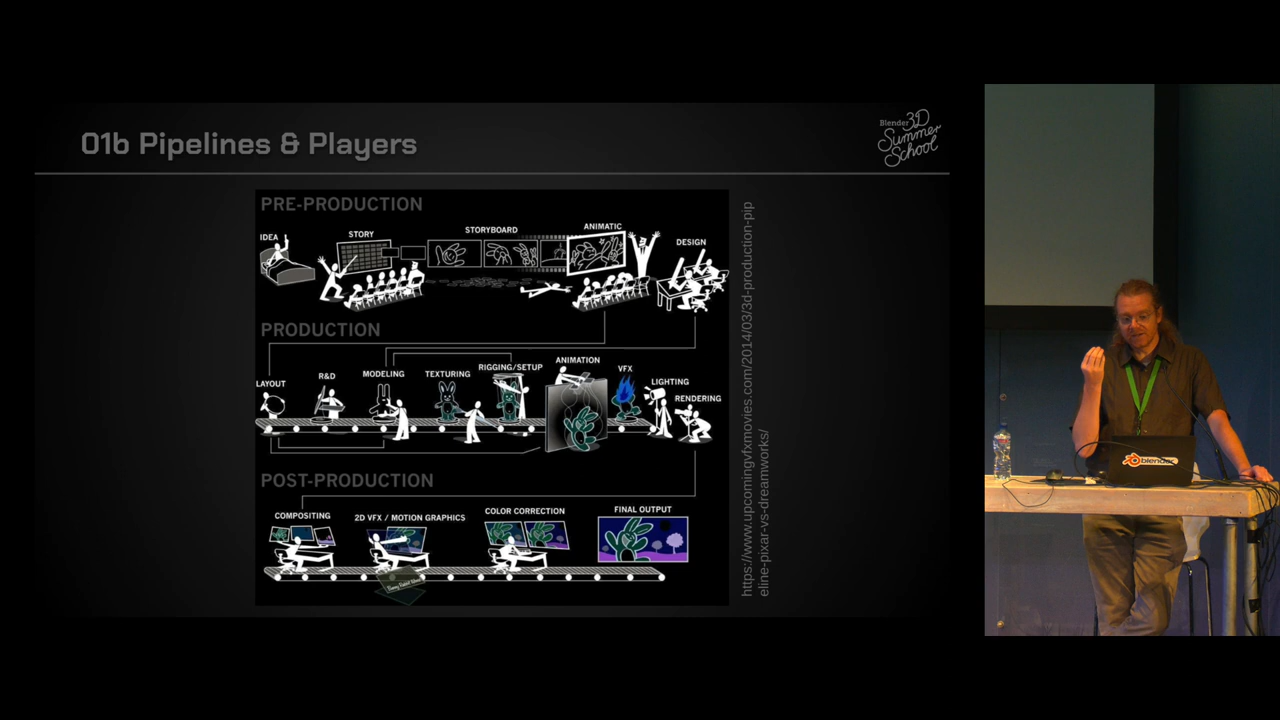 01b Pipelines & Players
Blender 3D
Summer
School
PRE-PRODUCTION
IDEA
STORY
STORYBOARD
ANIMATIC
DESIGN
PRODUCTION
LAYOUT
R&D
MODELING
TEXTURING
RIGGING/SETUP
ANIMATION
VFX
LIGHTING
RENDERING
POST-PRODUCTION
COMPOSITING
2D VFX / MOTION GRAPHICS
COLOR CORRECTION
FINAL OUTPUT
https://www.upcomingvfxmovies.com/2014/03/3d-production-pip
eline-pixar-vs-dreamworks/
blender